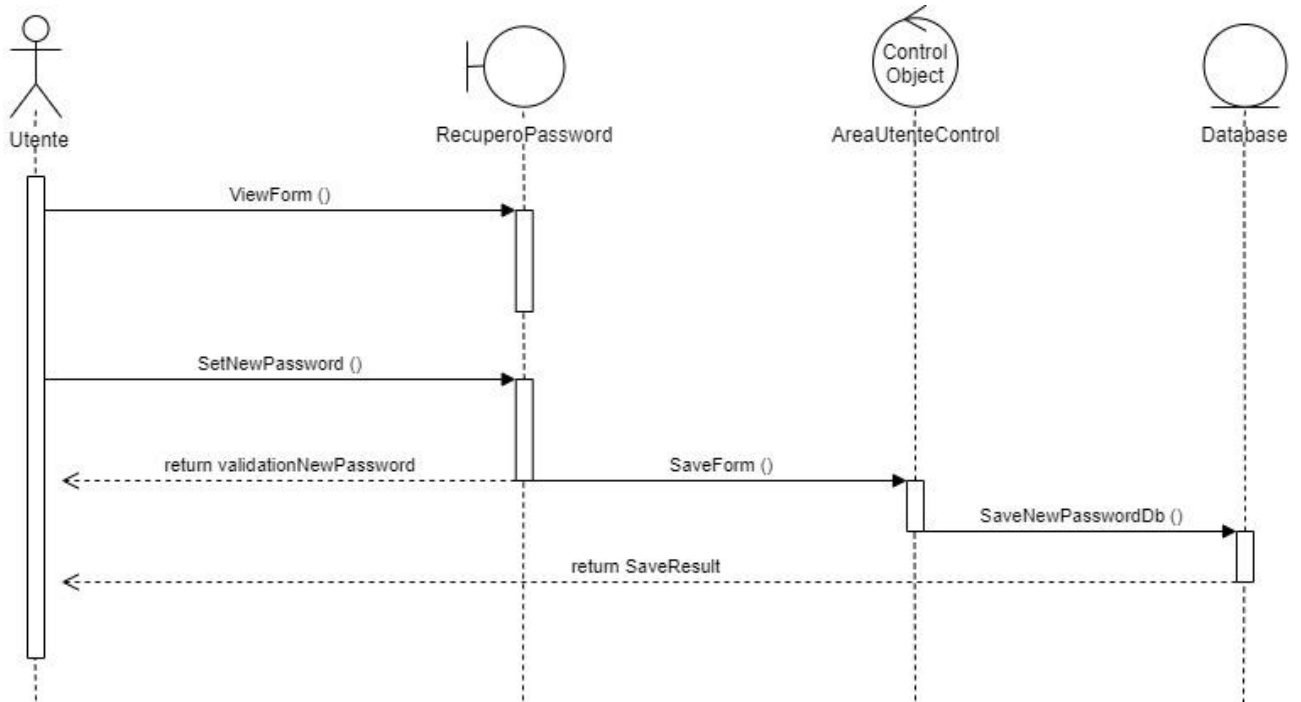 Control
Object
Utente
RecuperoPassword
AreaUtenteControl
Database
ViewForm ()
SetNewPassword ()
return validationNewPassword
SaveForm ()
SaveNewPasswordDb ()
return SaveResult